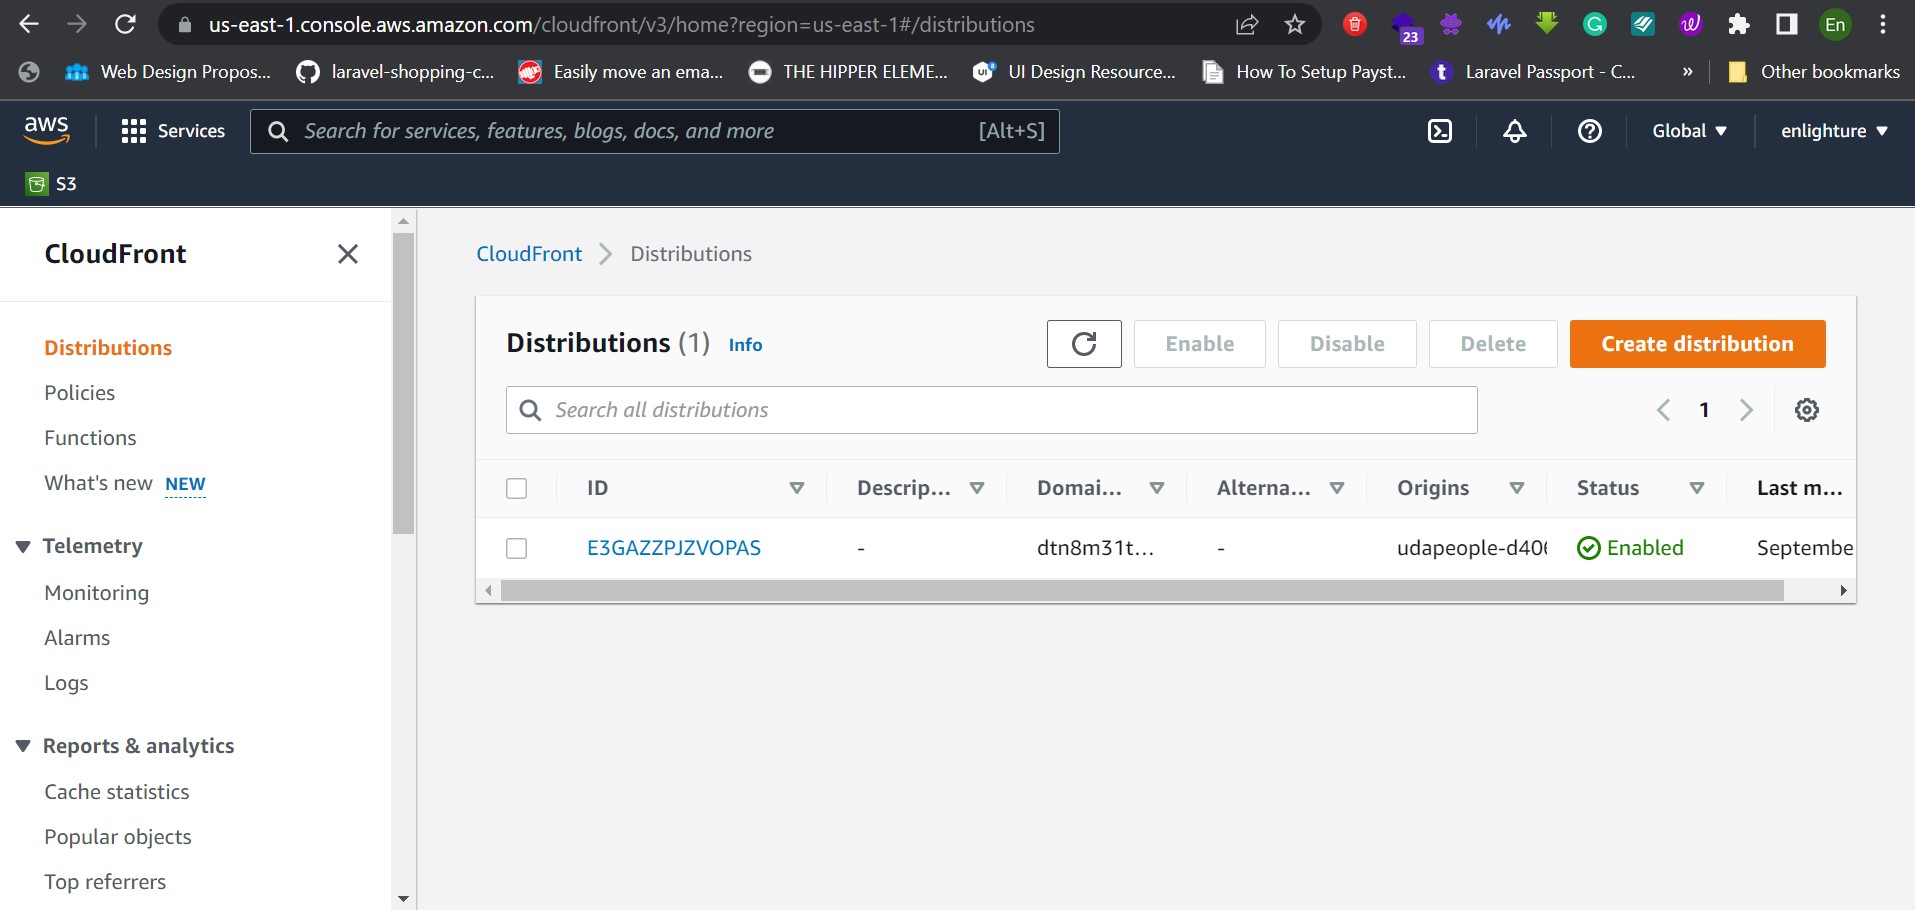 us-east-1.console.aws.amazon.com/cloudfront/v3/home?region=us-east-1#/distributions
23
En
Web Design Propos...
laravel-shopping-c...
Easily move an ema...
THE HIPPER ELEME...
UI Design Resource...
How To Setup Payst...
t
Laravel Passport - C...
»
Other bookmarks
aws
Services
Search for services, features, blogs, docs, and more
[Alt+S]
Global
enlighture
S3
CloudFront
Distributions
Policies
Functions
What's new NEW
Telemetry
Monitoring
Alarms
Logs
Reports & analytics
Cache statistics
Popular objects
Top referrers
CloudFront > Distributions
Distributions (1) Info
Enable
Disable
Delete
Create distribution
Search all distributions
1
ID Descrip... Domai... Alterna... Origins Status Last m...
E3GAZZPJZVOPAS - dtn8m31t... - udapeople-d406 Enabled Septembe